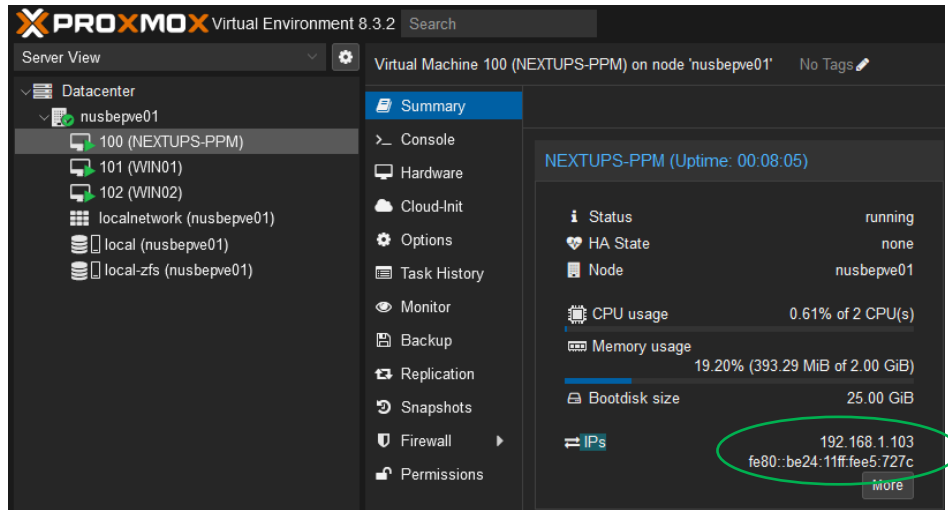 PROXMOX Virtual Environment 8.3.2 Search
Server View
Datacenter
nusbepve01
100 (NEXTUPS-PPM)
101 (WIN01)
102 (WIN02)
localnetwork (nusbepve01)
local (nusbepve01)
local-zfs (nusbepve01)
Virtual Machine 100 (NEXTUPS-PPM) on node 'nusbepve01' No Tags
Summary
Console
Hardware
Cloud-Init
Options
Task History
Monitor
Backup
Replication
Snapshots
Firewall
Permissions
NEXTUPS-PPM (Uptime: 00:08:05)
Status running
HA State none
Node nusbepve01
CPU usage 0.61% of 2 CPU(s)
Memory usage
19.20% (393.29 MiB of 2.00 GiB)
Bootdisk size 25.00 GiB
IPs 192.168.1.103
fe80::be24:11ff:fee5:727c
More